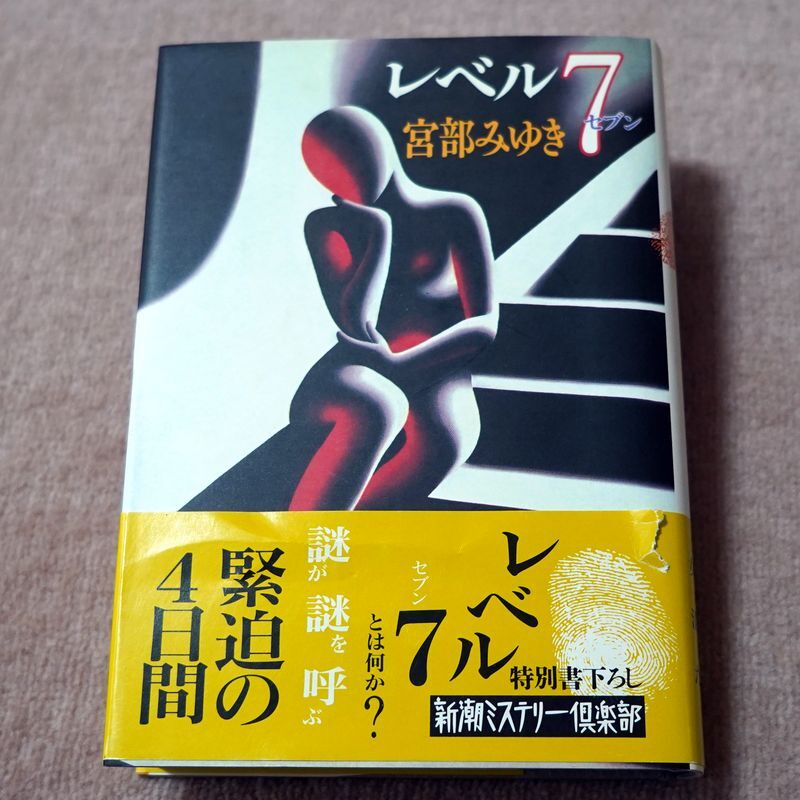 レベル7
セブン
宮部みゆき
レベル
7
セブン
とは何か?
謎が謎を呼ぶ
緊迫の
4日間
特別書下ろし
新潮ミステリー倶楽部